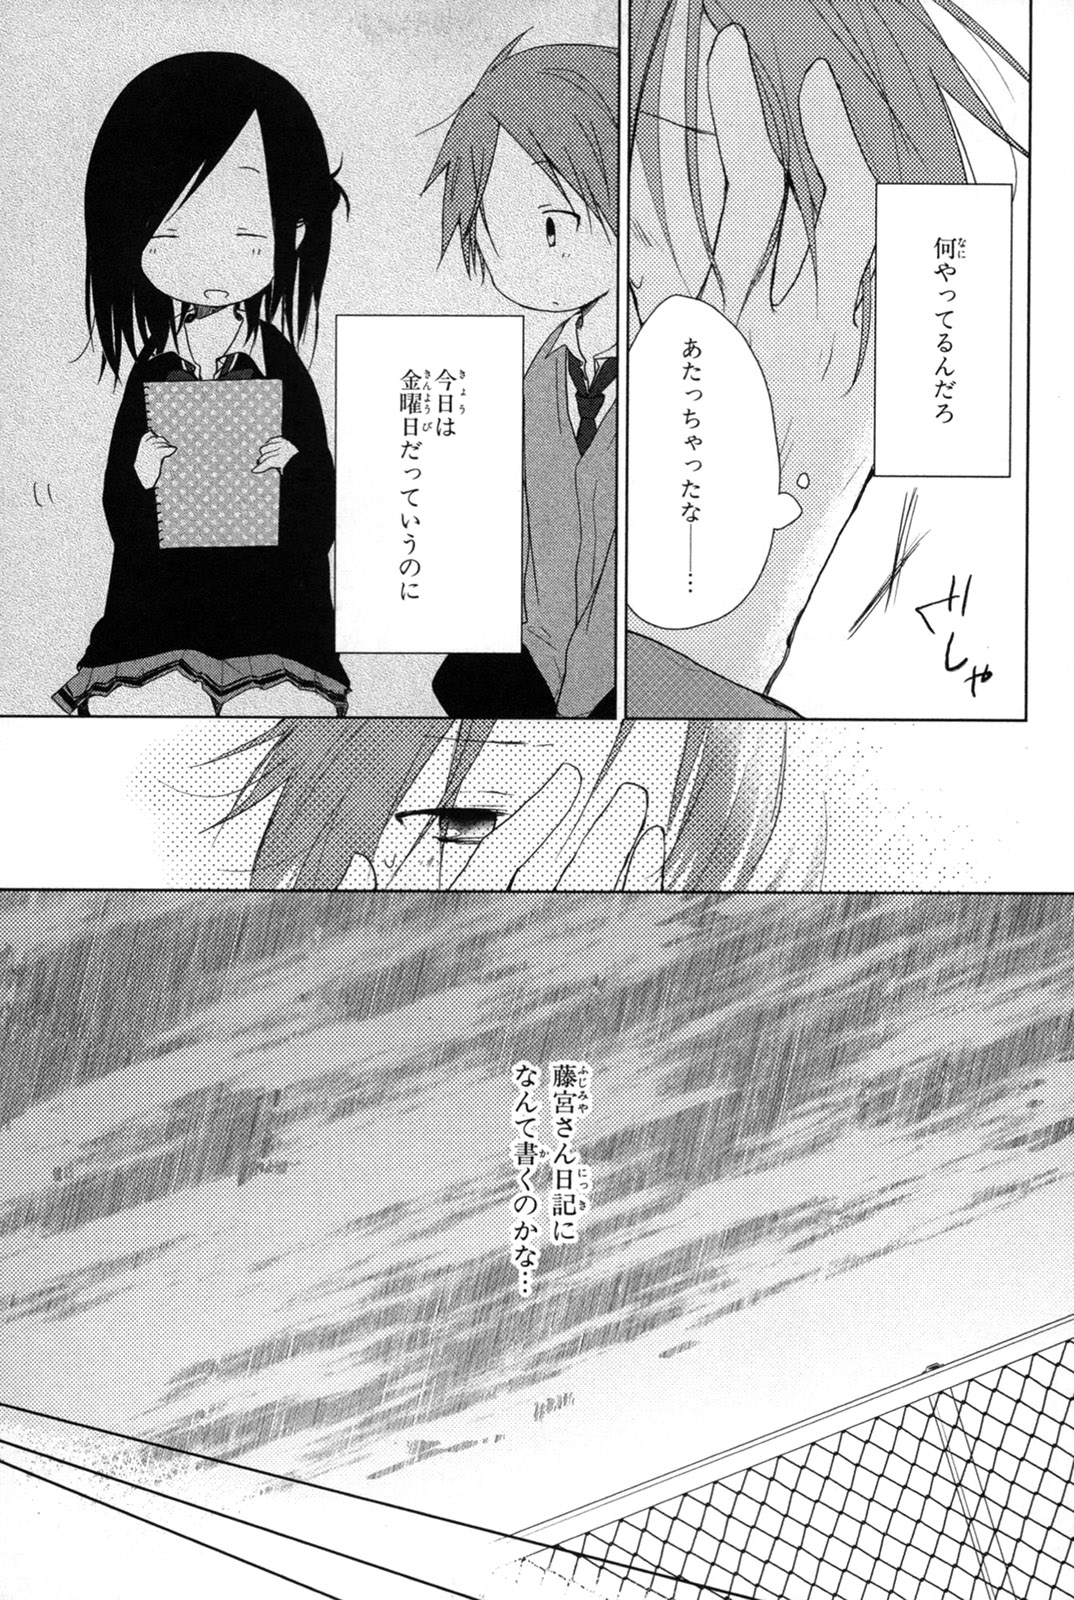 何やってるんだろ
あたっちゃったな――…
クしゃ
今日は
金曜日だっていうのに
藤宮さん日記に
なんて書くのかな…